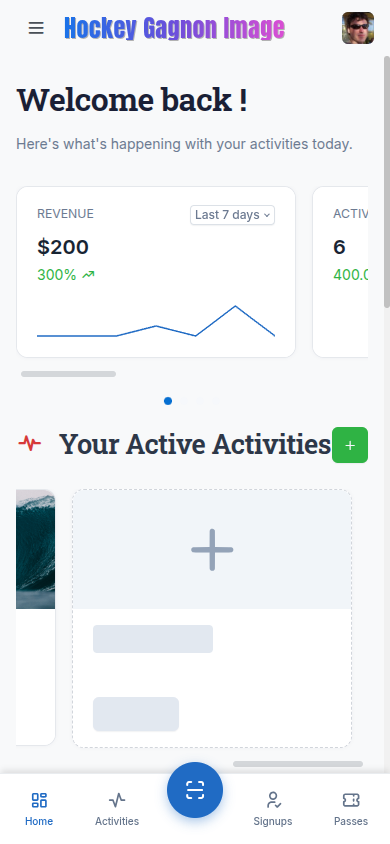 Hockey Gagnon Image
Welcome back !
Here's what's happening with your activities today.
REVENUE
Last 7 days
$200
300%
ACTIV
6
400.0
Your Active Activities
+
Home
Activities
Signups
Passes